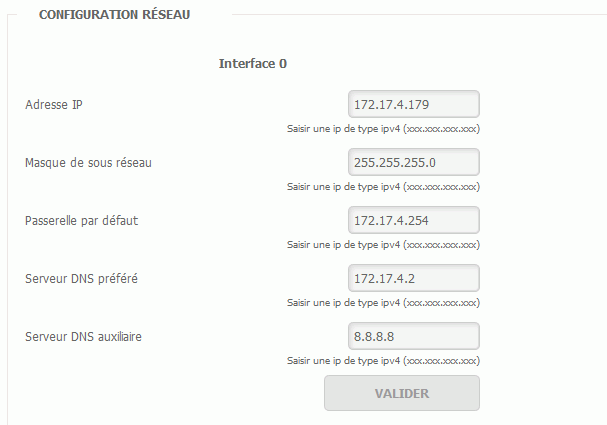 CONFIGURATION RÉSEAU
Interface 0
Adresse IP 172.17.4.179
Saisir une ip de type ipv4 (xxx.xxx.xxx.xxx)
Masque de sous réseau 255.255.255.0
Saisir une ip de type ipv4 (xxx.xxx.xxx.xxx)
Passerelle par défaut 172.17.4.254
Saisir une ip de type ipv4 (xxx.xxx.xxx.xxx)
Serveur DNS préféré 172.17.4.2
Saisir une ip de type ipv4 (xxx.xxx.xxx.xxx)
Serveur DNS auxiliaire 8.8.8.8
Saisir une ip de type ipv4 (xxx.xxx.xxx.xxx)
VALIDER